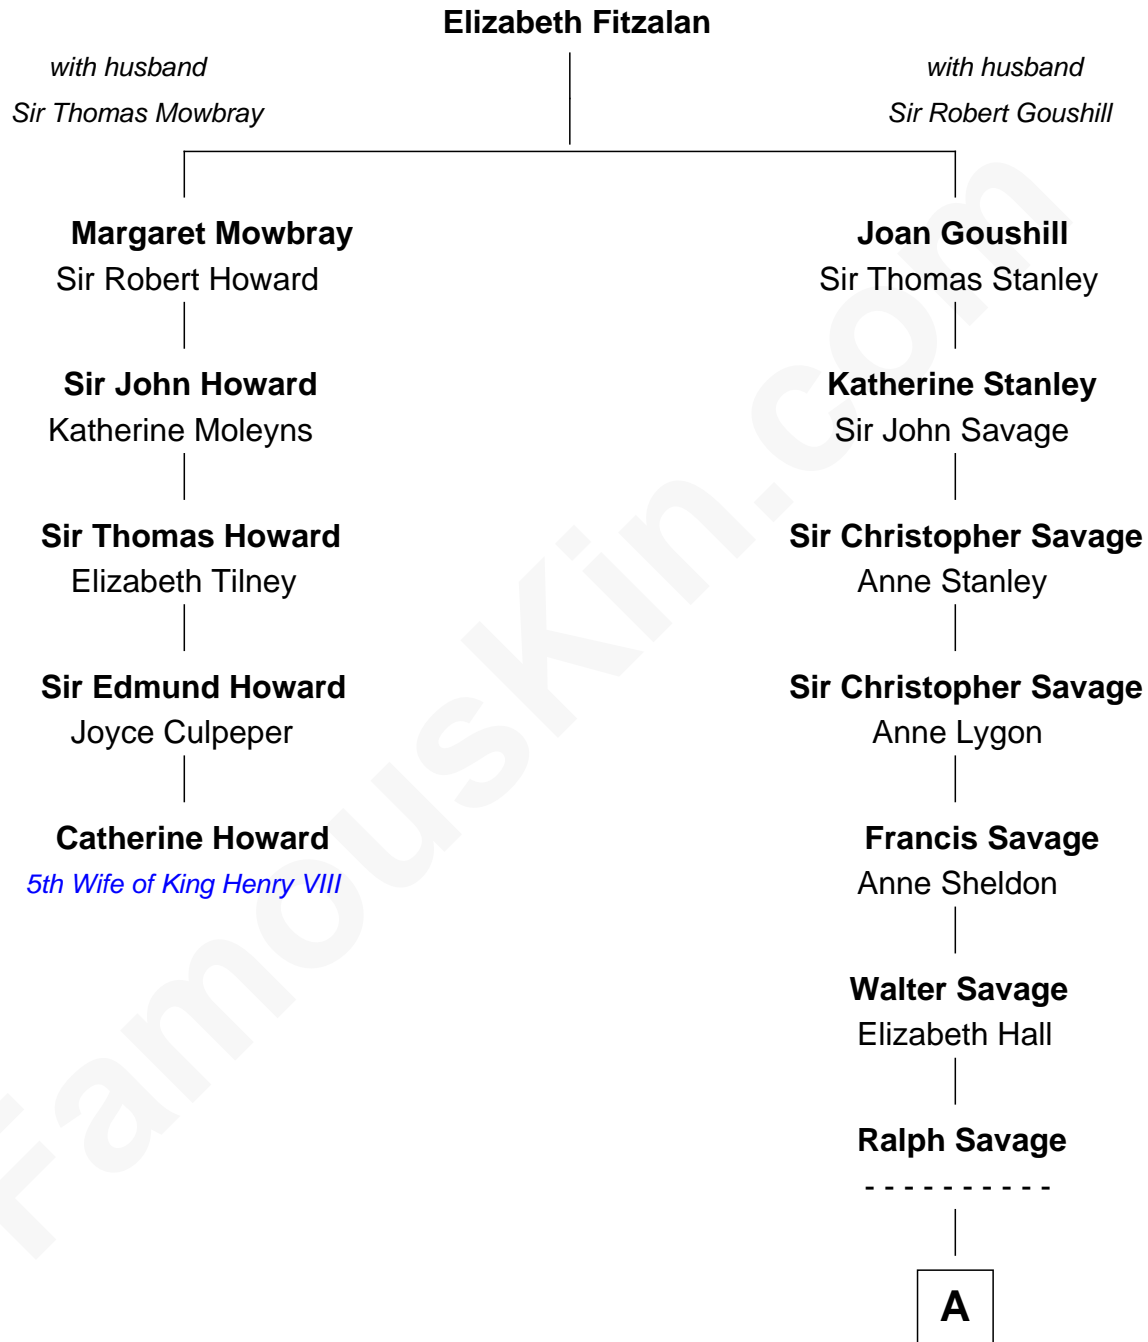 Elizabeth Fitzalan
with husband
Sir Thomas Mowbray
with husband
Sir Robert Goushill
Margaret Mowbray
Sir Robert Howard
Joan Goushill
Sir Thomas Stanley
Sir John Howard
Katherine Moleyns
Katherine Stanley
Sir John Savage
Sir Thomas Howard
Elizabeth Tilney
Sir Christopher Savage
Anne Stanley
Sir Edmund Howard
Joyce Culpeper
Sir Christopher Savage
Anne Lygon
Catherine Howard
5th Wife of King Henry VIII
Francis Savage
Anne Sheldon
Walter Savage
Elizabeth Hall
Ralph Savage
- - - - - - - - - -
A
FamousKin.com